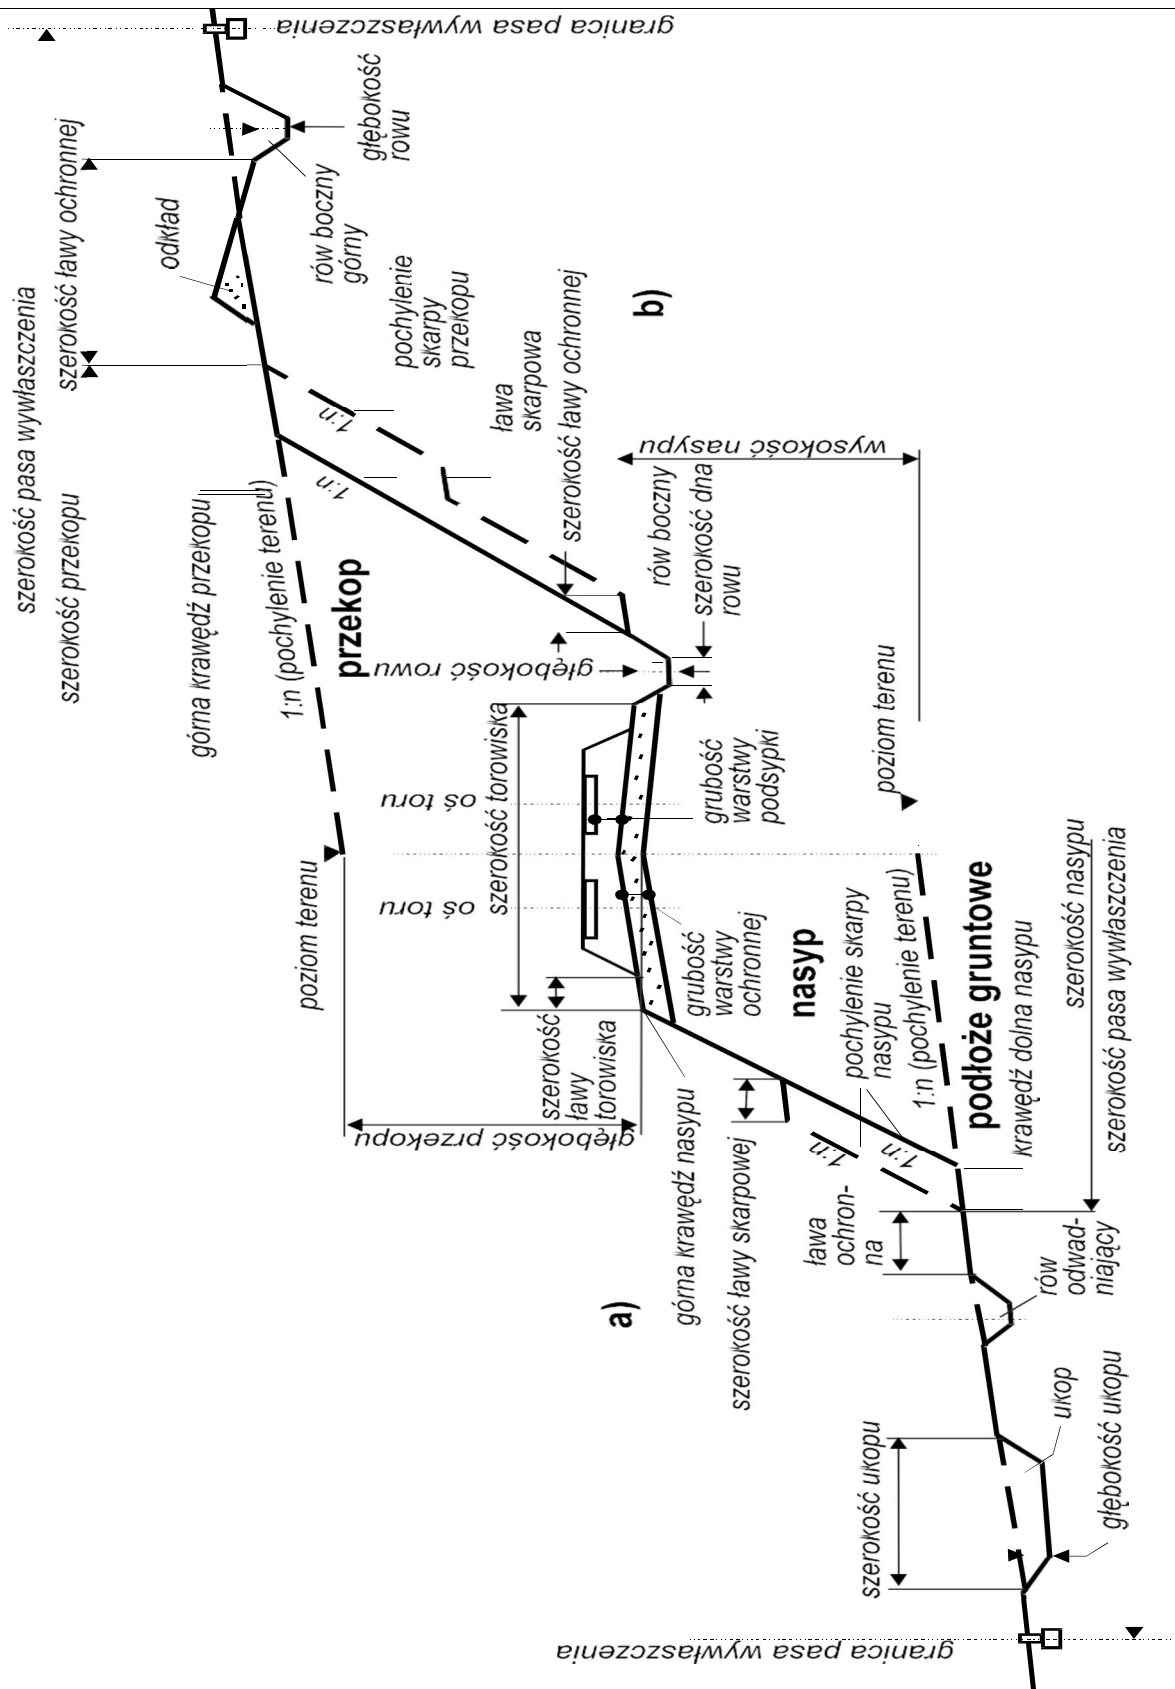 granica pasa wywłaszczenia
szerokość pasa wywłaszczenia
szerokość przekopu
szerokość ławy ochronnej
głębokość
rowu
odkład
rów boczny
górny
pochylenie
skarpy
przekopu
1:n
1:n
ława
skarpowa
szerokość ławy ochronnej
b)
wysokość nasypu
górna krawędź przekopu
1:n (pochylenie terenu)
przekop
rów boczny
szerokość dna
rowu
głębokość rowu
szerokość torowiska
oś toru
oś toru
poziom terenu
grubość
warstwy
podsypki
poziom terenu
grubość
warstwy
ochronnej
nasyp
pochylenie skarpy
nasypu
1:n (pochylenie terenu)
podłoże gruntowe
krawędź dolna nasypu
szerokość nasypu
szerokość pasa wywłaszczenia
szerokość
ławy
torowiska
głębokość przekopu
górna krawędź nasypu
szerokość ławy skarpowej
1:n
1:n
a)
ława
ochron-
na
rów
odwad-
niający
szerokość ukopu
ukop
głębokość ukopu
granica pasa wywłaszczenia